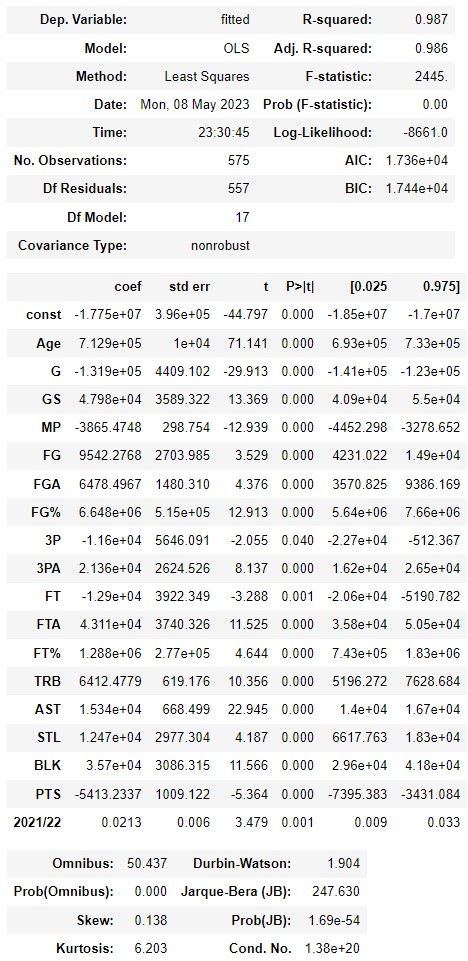 Dep. Variable: fitted R-squared: 0.987
Model: OLS Adj. R-squared: 0.986
Method: Least Squares F-statistic: 2445.
Date: Mon, 08 May 2023 Prob (F-statistic): 0.00
Time: 23:30:45 Log-Likelihood: -8661.0
No. Observations: 575 AIC: 1.736e+04
Df Residuals: 557 BIC: 1.744e+04
Df Model: 17
Covariance Type: nonrobust
coef std err t P>|t| [0.025 0.975]
const -1.775e+07 3.96e+05 -44.797 0.000 -1.85e+07 -1.7e+07
Age 7.129e+05 1e+04 71.141 0.000 6.93e+05 7.33e+05
G -1.319e+05 4409.102 -29.913 0.000 -1.41e+05 -1.23e+05
GS 4.798e+04 3589.322 13.369 0.000 4.09e+04 5.5e+04
MP -3865.4748 298.754 -12.939 0.000 -4452.298 -3278.652
FG 9542.2768 2703.985 3.529 0.000 4231.022 1.49e+04
FGA 6478.4967 1480.310 4.376 0.000 3570.825 9386.169
FG% 6.648e+06 5.15e+05 12.913 0.000 5.64e+06 7.66e+06
3P -1.16e+04 5646.091 -2.055 0.040 -2.27e+04 -512.367
3PA 2.136e+04 2624.526 8.137 0.000 1.62e+04 2.65e+04
FT -1.29e+04 3922.349 -3.288 0.001 -2.06e+04 -5190.782
FTA 4.311e+04 3740.326 11.525 0.000 3.58e+04 5.05e+04
FT% 1.288e+06 2.77e+05 4.644 0.000 7.43e+05 1.83e+06
TRB 6412.4779 619.176 10.356 0.000 5196.272 7628.684
AST 1.534e+04 668.499 22.945 0.000 1.4e+04 1.67e+04
STL 1.247e+04 2977.304 4.187 0.000 6617.763 1.83e+04
BLK 3.57e+04 3086.315 11.566 0.000 2.96e+04 4.18e+04
PTS -5413.2337 1009.122 -5.364 0.000 -7395.383 -3431.084
2021/22 0.0213 0.006 3.479 0.001 0.009 0.033
Omnibus: 50.437 Durbin-Watson: 1.904
Prob(Omnibus): 0.000 Jarque-Bera (JB): 247.630
Skew: 0.138 Prob(JB): 1.69e-54
Kurtosis: 6.203 Cond. No. 1.38e+20